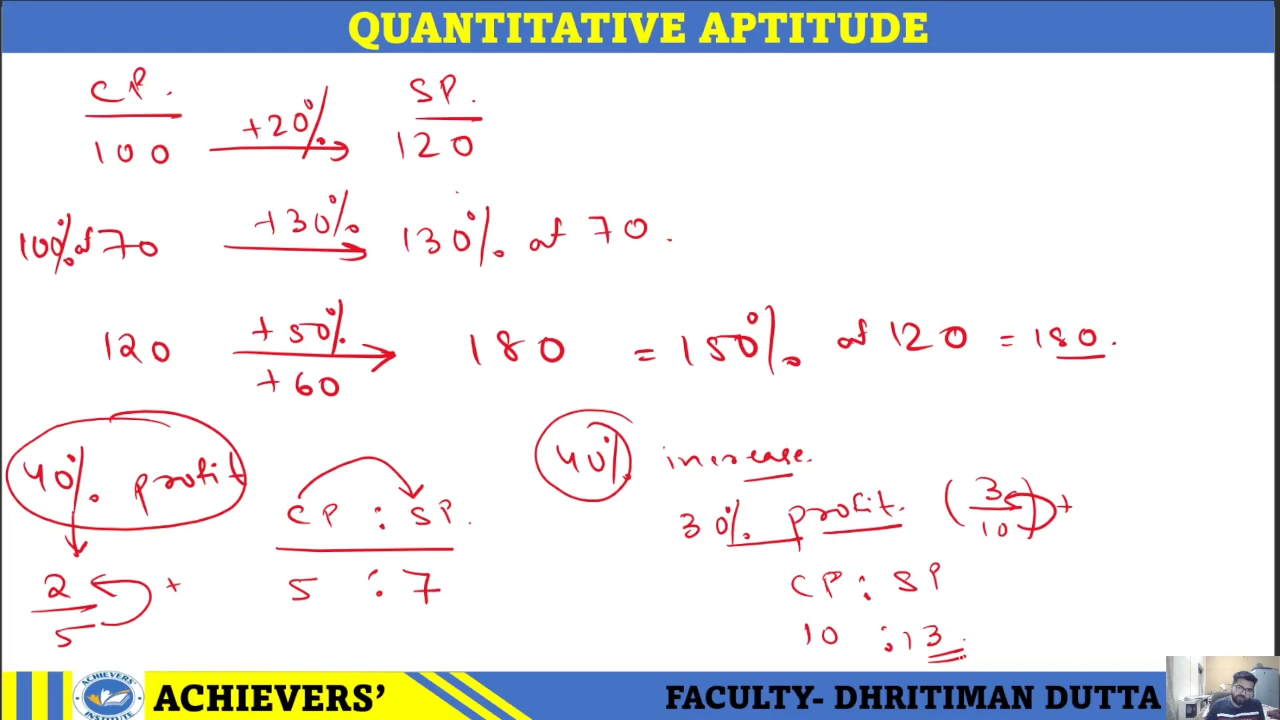 QUANTITATIVE APTITUDE
CP. SP.
100 +20% 120
100% of 70 +30% 130% of 70.
120 +50% +60 180 = 150% of 120 = 180.
40% profit
2/5 +
CP : SP.
5 : 7
40% increase.
30% profit. (3/10) +
CP : SP
10 : 13.
ACHIEVERS'
INSTITUTE
ACHIEVERS’
FACULTY- DHRITIMAN DUTTA